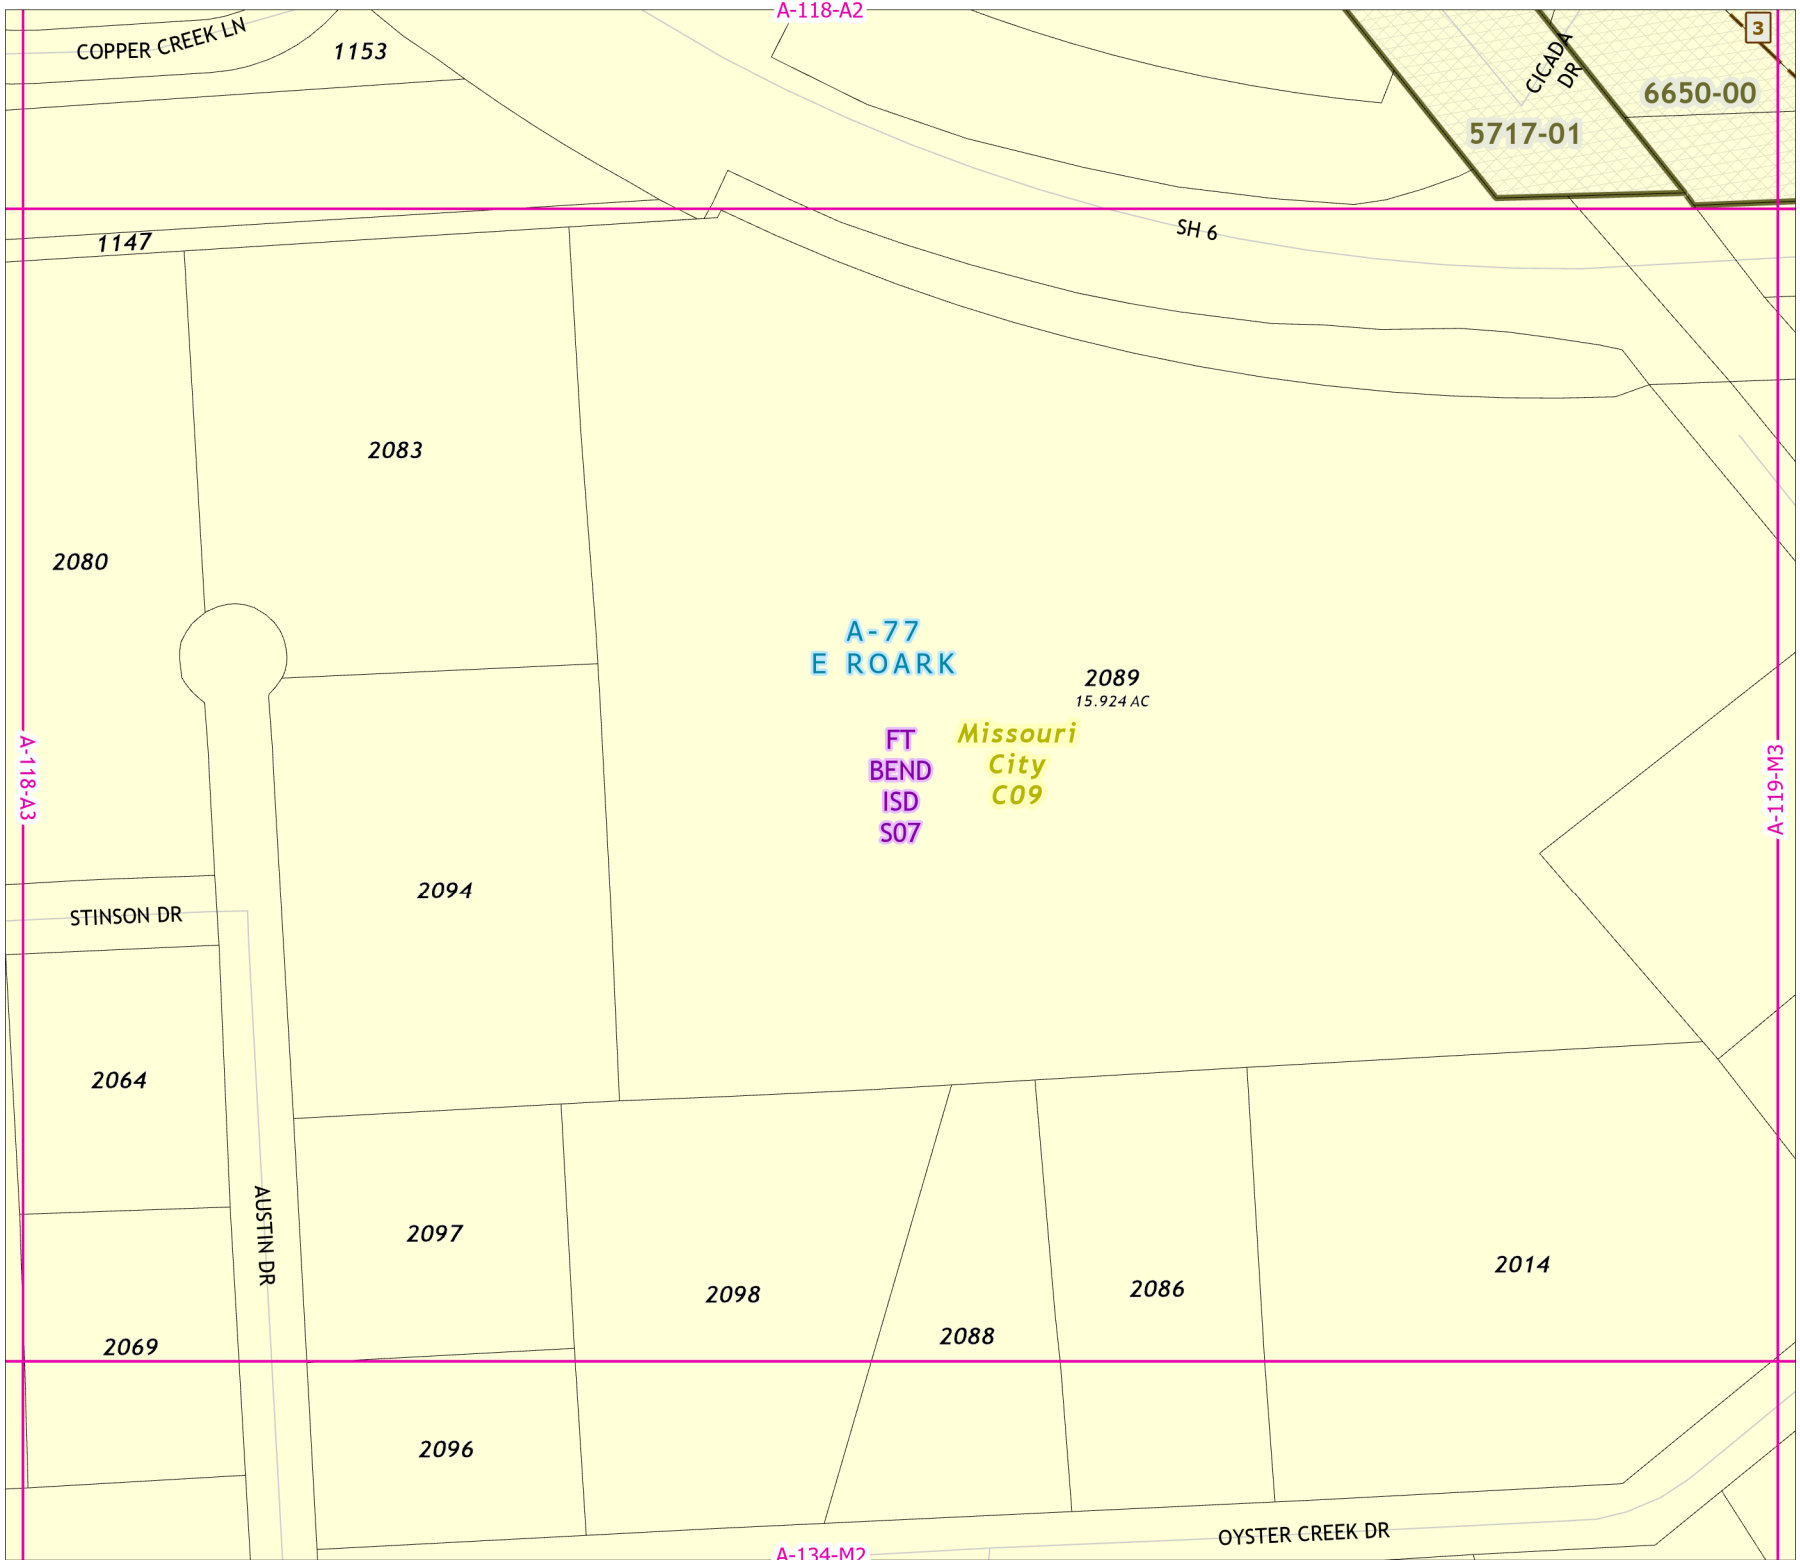 A-118-A2
COPPER CREEK LN
1153
CICADA
DR
3
6650-00
5717-01
1147
SH 6
2083
2080
A-77
E ROARK
2089
15.924 AC
FT
BEND
ISD
S07
Missouri
City
C09
A-118-A3
A-119-M3
2094
STINSON DR
2064
AUSTIN DR
2097
2098
2088
2086
2014
2069
2096
OYSTER CREEK DR
A-134-M2